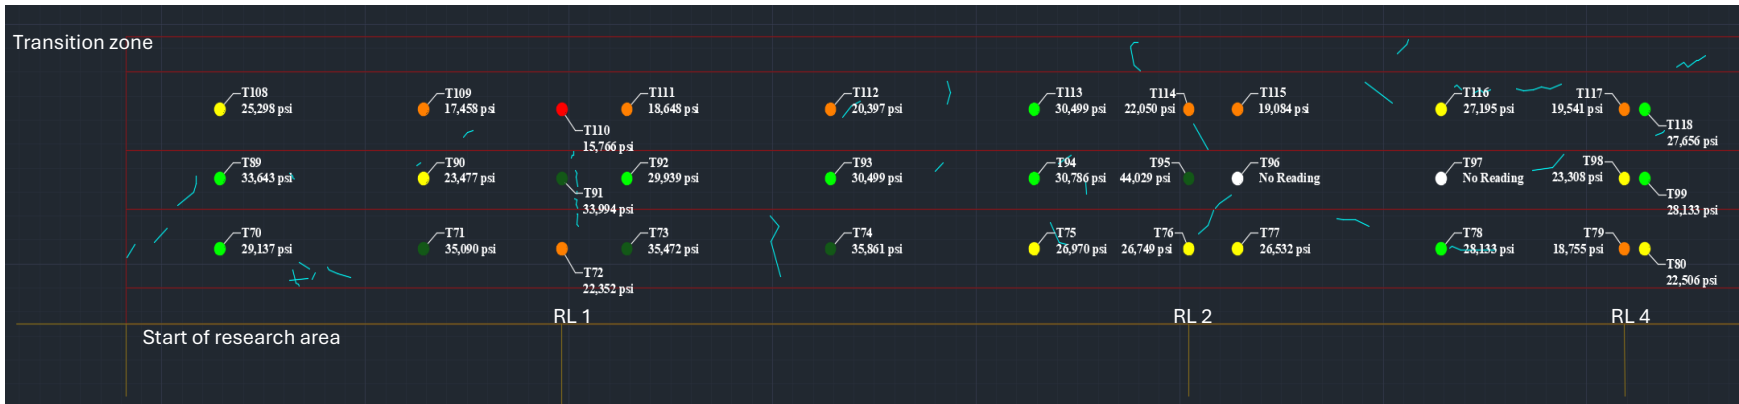 Transition zone
T108
25,298 psi
T109
17,458 psi
T110
15,766 psi
T111
18,648 psi
T112
20,397 psi
T113
30,499 psi
T114
22,050 psi
T115
19,084 psi
T116
27,195 psi
T117
19,541 psi
T118
27,656 psi
T89
33,643 psi
T90
23,477 psi
T91
33,994 psi
T92
29,939 psi
T93
30,499 psi
T94
30,786 psi
T95
44,029 psi
T96
No Reading
T97
No Reading
T98
23,308 psi
T99
28,133 psi
T70
29,137 psi
T71
35,090 psi
T72
22,352 psi
T73
35,472 psi
T74
35,861 psi
T75
26,970 psi
T76
26,749 psi
T77
26,532 psi
T78
28,133 psi
T79
18,755 psi
T80
22,506 psi
RL 1
RL 2
RL 4
Start of research area